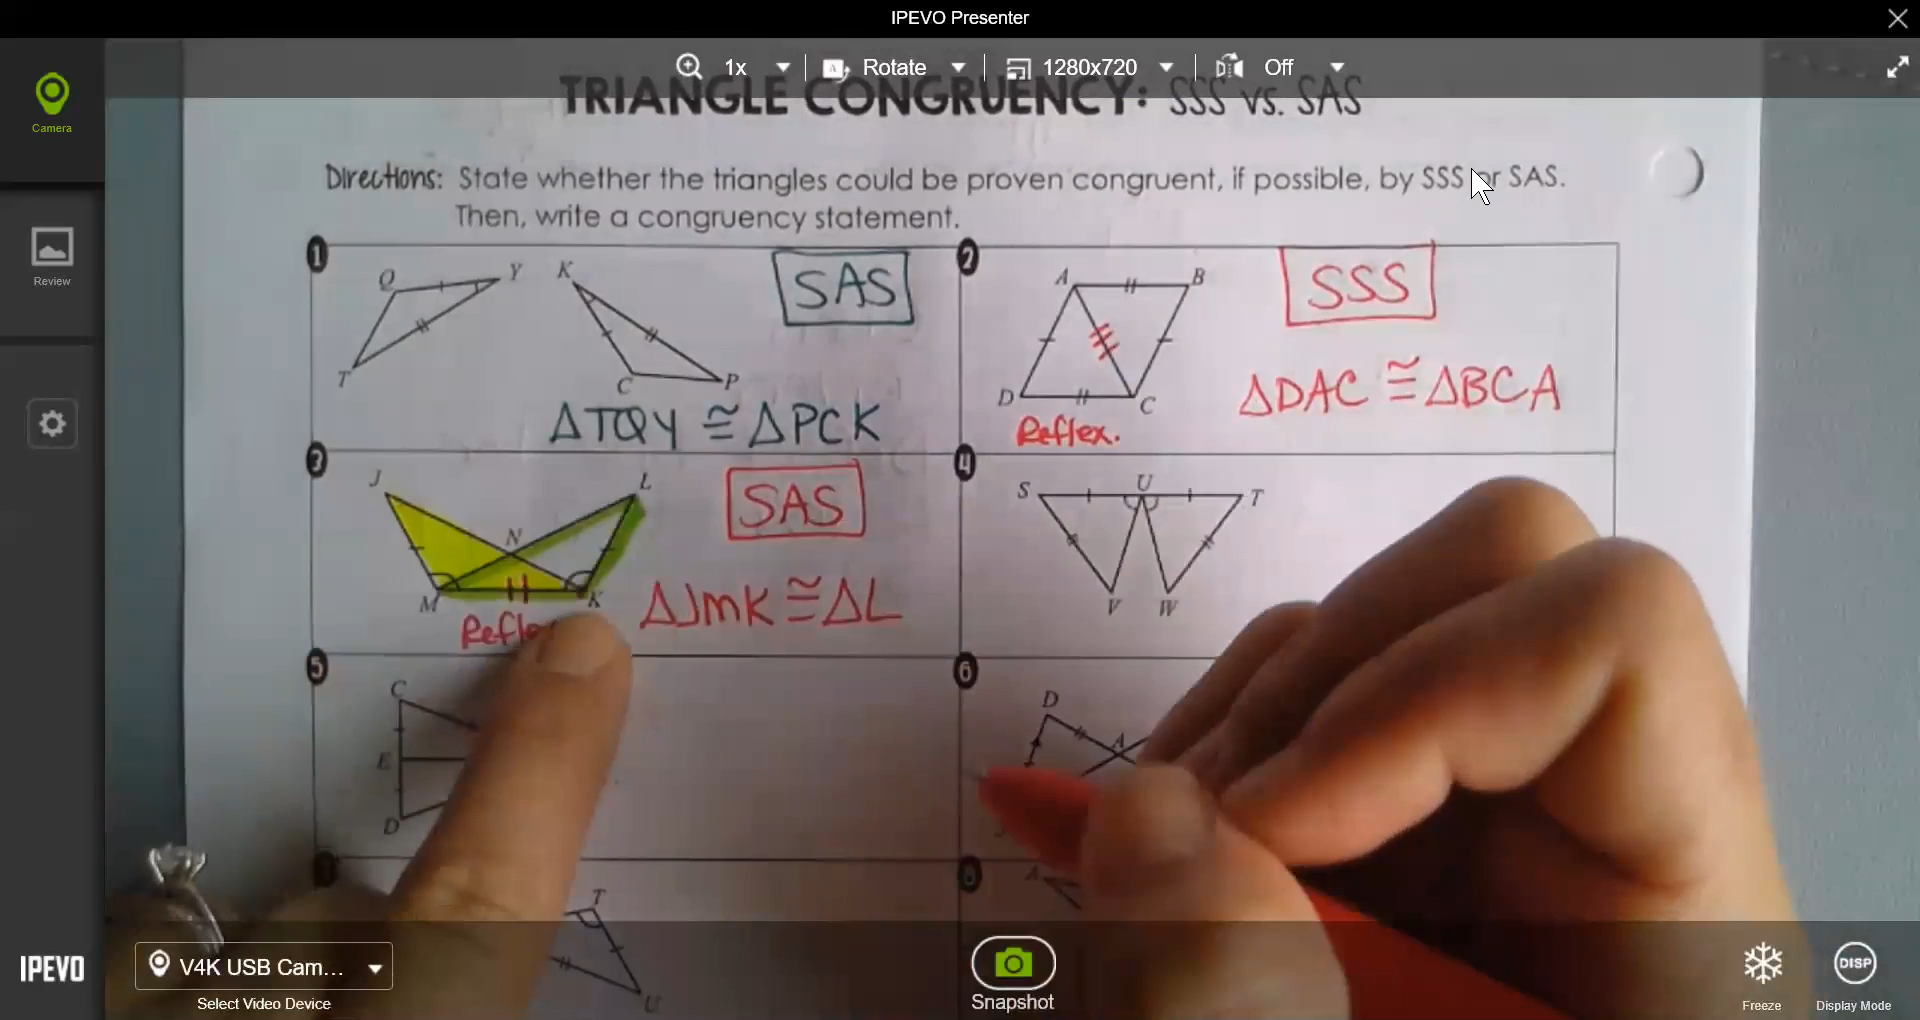 IPEVO Presenter
1x Rotate 1280x720 Off
Camera
TRIANGLE CONGRUENCY: SSS vs. SAS
Directions: State whether the triangles could be proven congruent, if possible, by SSS or SAS.
Then, write a congruency statement.
Review
1
Q Y K
T C P
SAS
ΔTQY ≅ ΔPCK
2
A B
D C
SSS
ΔDAC ≅ ΔBCA
Reflex.
3
J L
N
M K
SAS
ΔJMK ≅ ΔL
4
S U T
V W
5
C
E
D
6
D
A
T
U
8
A
IPEVO
V4K USB Cam...
Select Video Device
Snapshot
Freeze
DISP
Display Mode